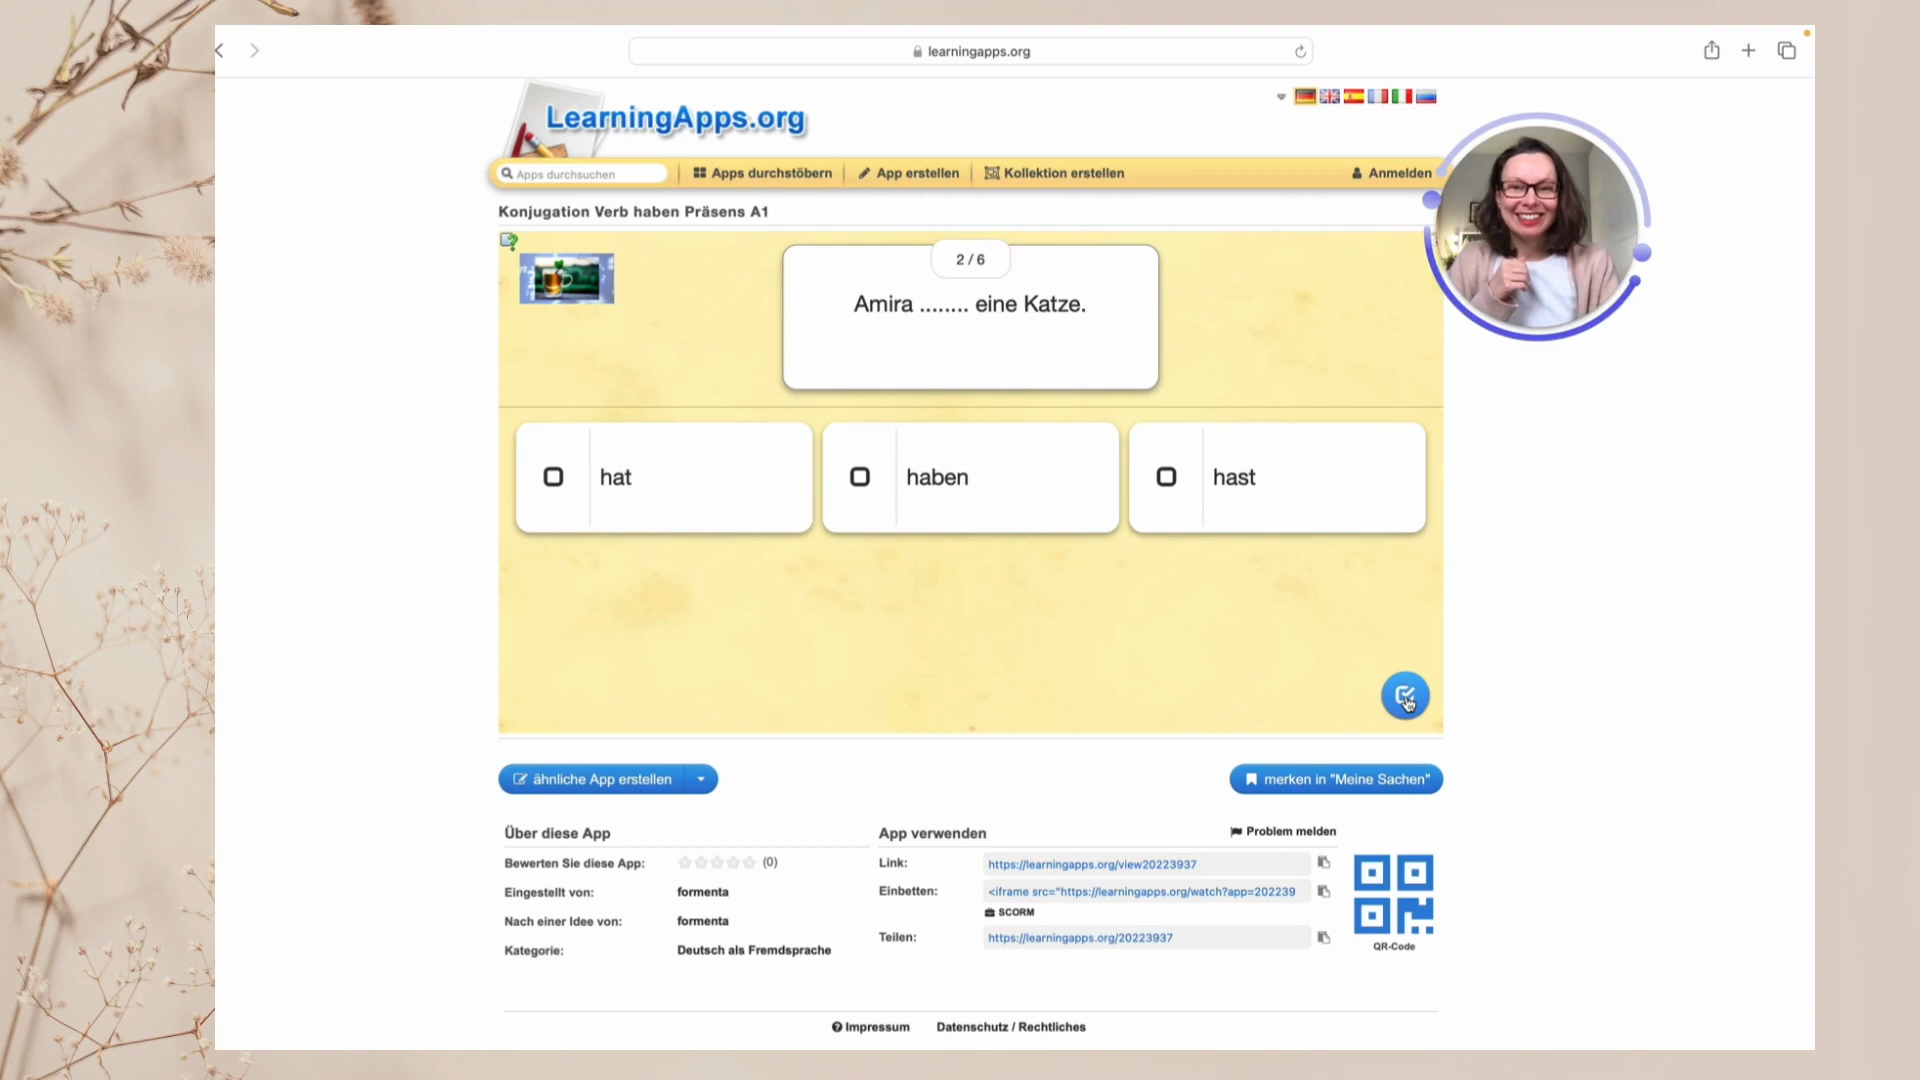 learningapps.org
LearningApps.org
Apps durchsuchen
Apps durchstöbern
App erstellen
Kollektion erstellen
Anmelden
Konjugation Verb haben Präsens A1
2 / 6
Amira ........ eine Katze.
hat
haben
hast
ähnliche App erstellen
merken in "Meine Sachen"
Über diese App
Bewerten Sie diese App: (0)
Eingestellt von: formenta
Nach einer Idee von: formenta
Kategorie: Deutsch als Fremdsprache
App verwenden
Problem melden
Link: https://learningapps.org/view20223937
Einbetten: <iframe src="https://learningapps.org/watch?app=202239
SCORM
Teilen: https://learningapps.org/20223937
QR-Code
Impressum
Datenschutz / Rechtliches